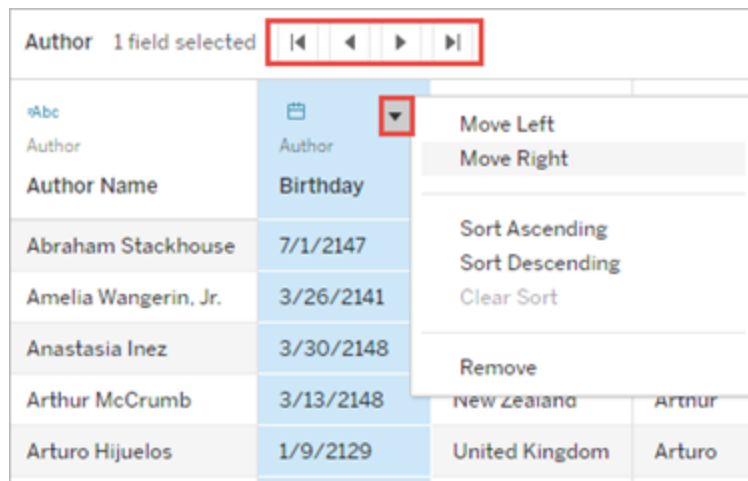 Author 1 field selected
Abc
Author Author
Author Name Birthday
Move Left
Move Right
Sort Ascending
Sort Descending
Clear Sort
Remove
Abraham Stackhouse 7/1/2147
Amelia Wangerin, Jr. 3/26/2141
Anastasia Inez 3/30/2148
Arthur McCrumb 3/13/2148 New Zealand Arthur
Arturo Hijuelos 1/9/2129 United Kingdom Arturo